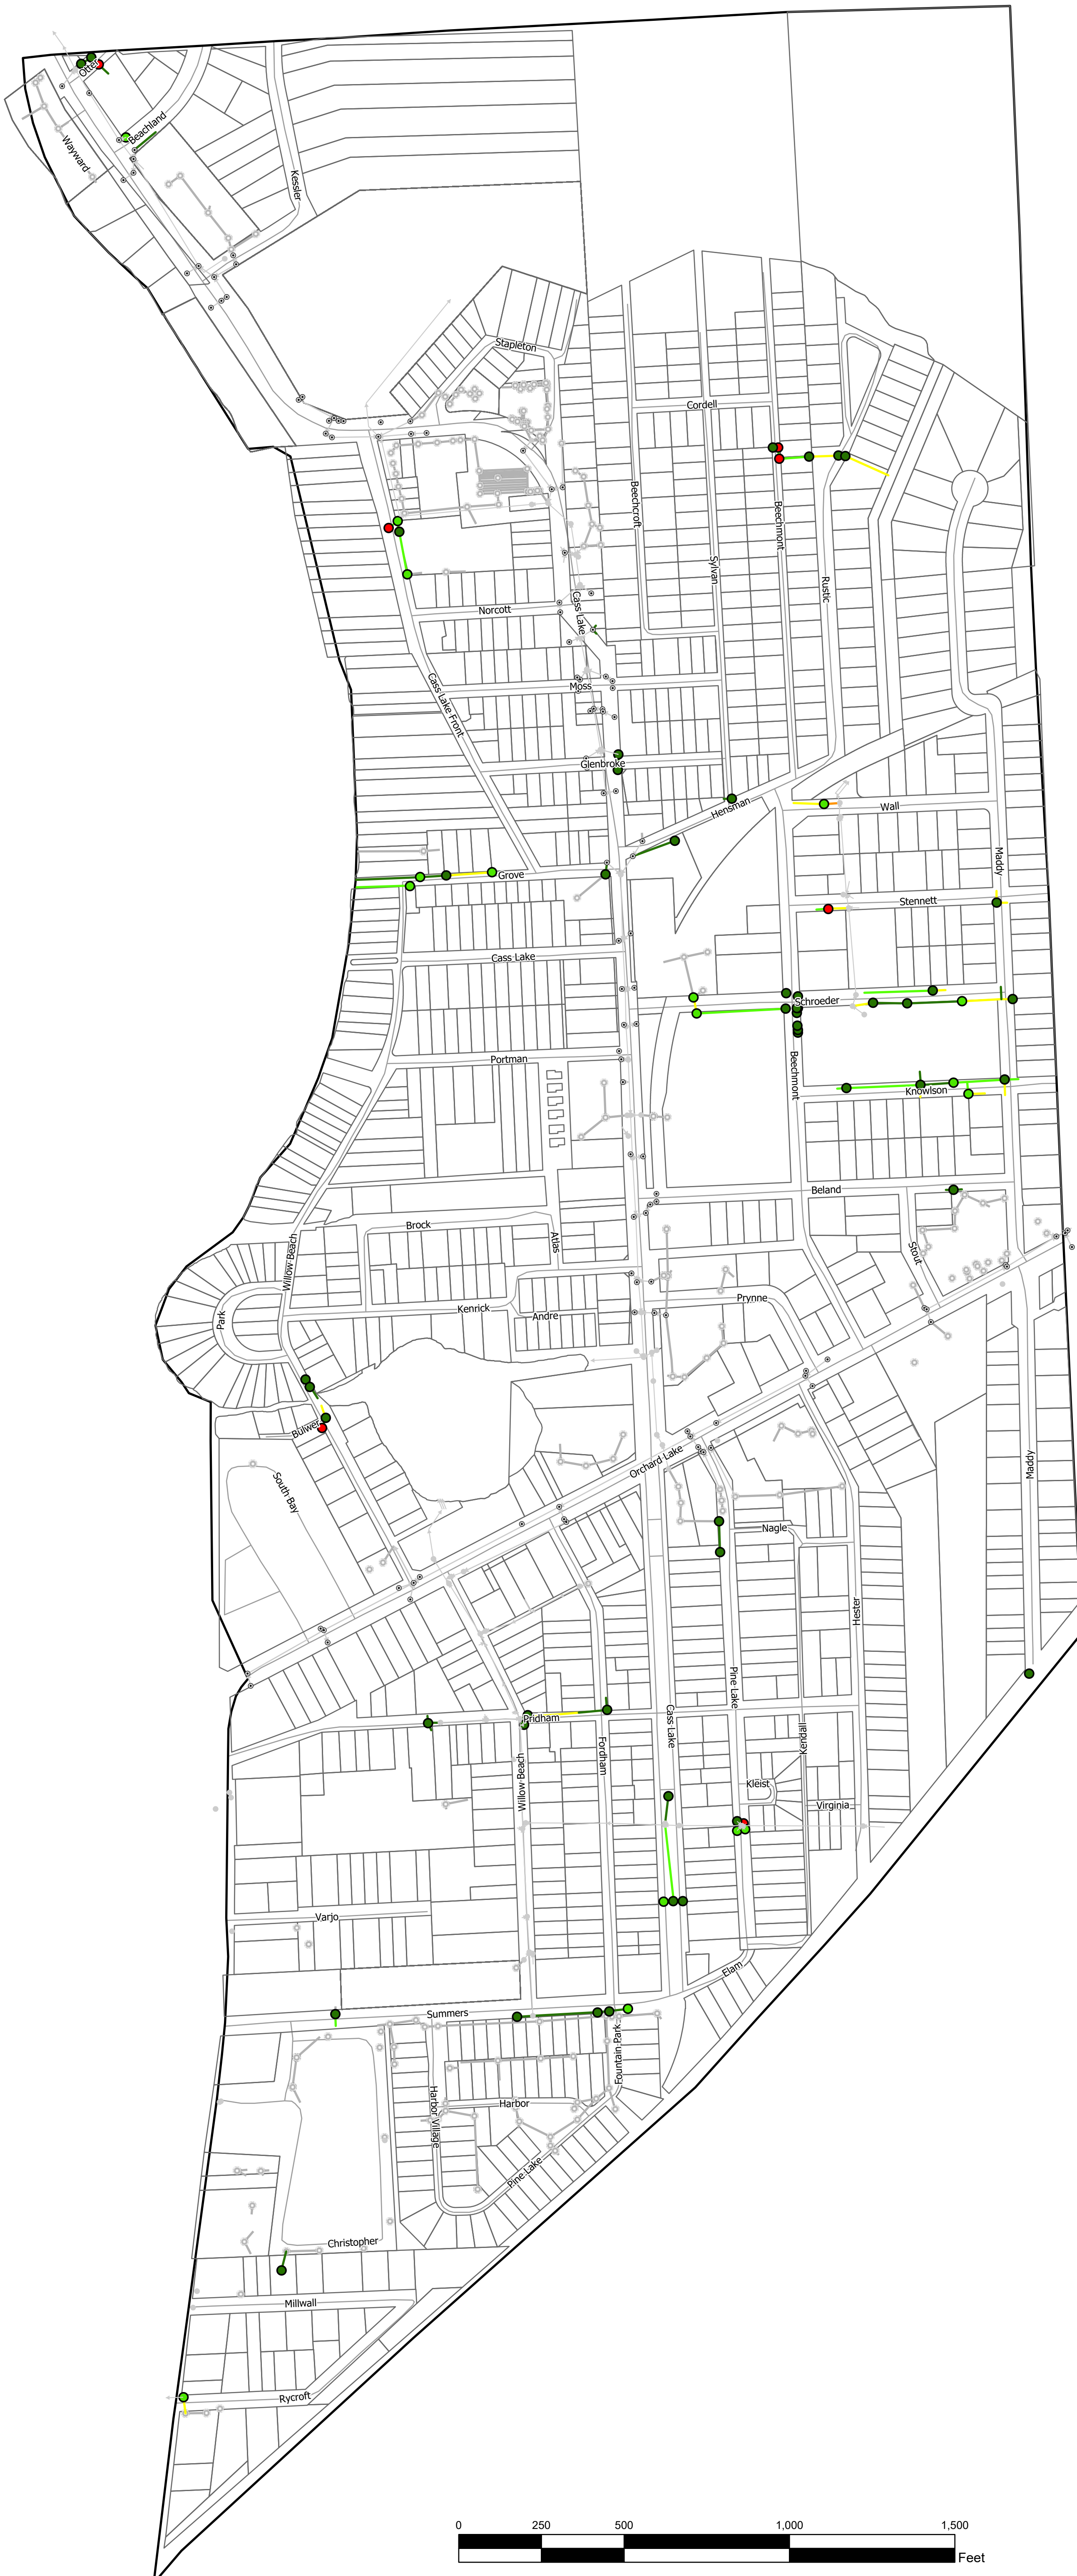 Otter
Beachland
Wayward
Kessler
Stapleton
Cordell
Beechcroft
Beechmont
Sylvan
Rustic
Norcott
Cass Lake
Moss
Cass Lake Front
Glenbroke
Hensman
Wall
Maddy
Grove
Stennett
Cass Lake
Schroeder
Portman
Beechmont
Knowlson
Beland
Brock
Atlas
Stout
Willow Beach
Park
Kenrick
Andre
Prynne
Bulwer
South Bay
Orchard Lake
Maddy
Nagle
Hester
Pine Lake
Pridham
Cass Lake
Fordham
Kendall
Willow Beach
Kleist
Virginia
Varjo
Elam
Summers
Fountain Park
Harbor Village
Harbor
Pine Lake
Christopher
Millwall
Rycroft
0 250 500 1,000 1,500
Feet